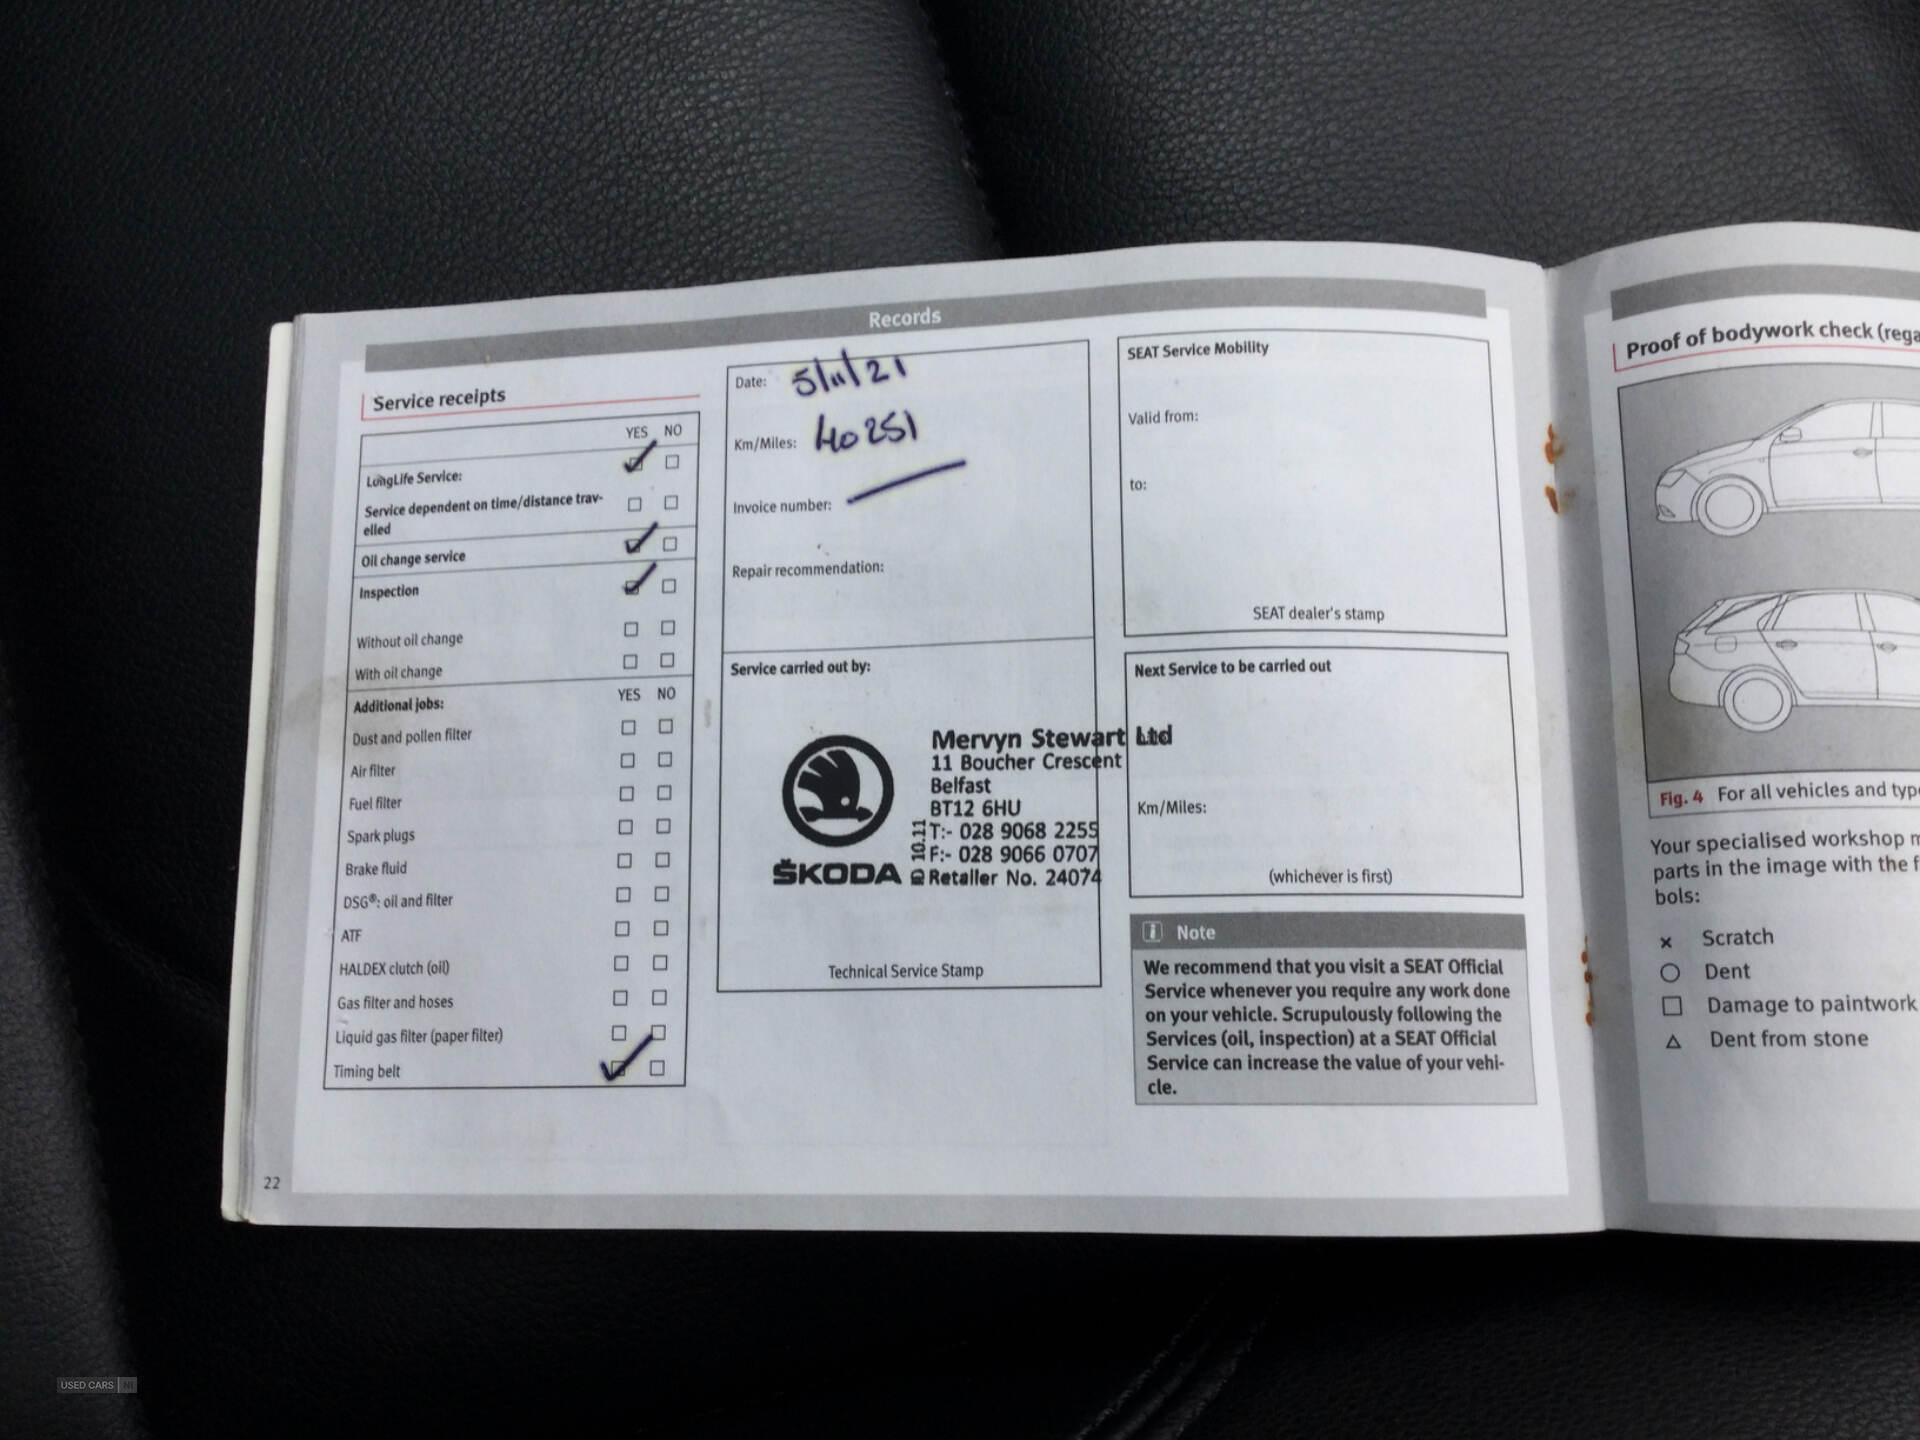 Records
Service receipts
YES NO
LongLife Service:
Service dependent on time/distance trav-
elled
Oil change service
Inspection
Without oil change
With oil change
Additional jobs: YES NO
Dust and pollen filter
Air filter
Fuel filter
Spark plugs
Brake fluid
DSG®: oil and filter
ATF
HALDEX clutch (oil)
Gas filter and hoses
Liquid gas filter (paper filter)
Timing belt
22
Date: 5/11/21
Km/Miles: 40251
Invoice number:
Repair recommendation:
Service carried out by:
Mervyn Stewart Ltd
11 Boucher Crescent
Belfast
BT12 6HU
T:- 028 9068 2255
F:- 028 9066 0707
Retailer No. 24074
10.11
ŠKODA
Technical Service Stamp
SEAT Service Mobility
Valid from:
to:
SEAT dealer's stamp
Next Service to be carried out
Km/Miles:
(whichever is first)
i Note
We recommend that you visit a SEAT Official
Service whenever you require any work done
on your vehicle. Scrupulously following the
Services (oil, inspection) at a SEAT Official
Service can increase the value of your vehi-
cle.
Proof of bodywork check (rega
Fig. 4 For all vehicles and type
Your specialised workshop m
parts in the image with the f
bols:
Scratch
Dent
Damage to paintwork
Dent from stone
USED CARS NI